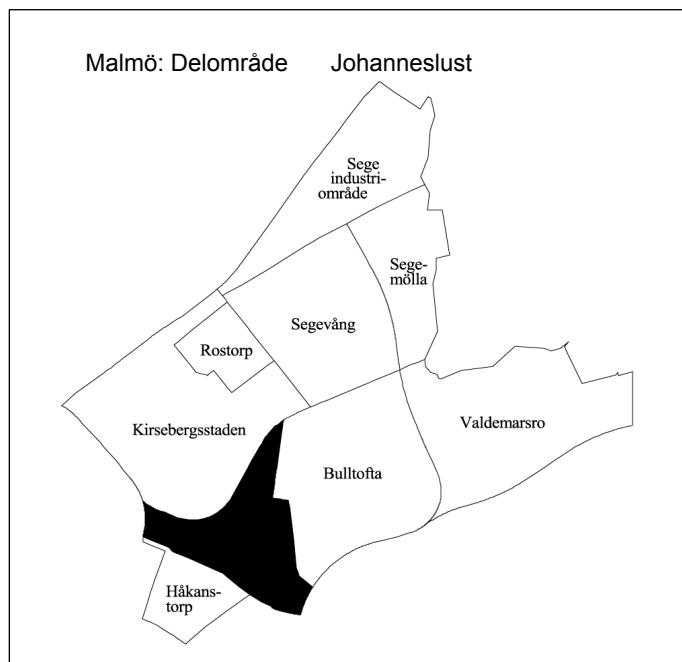 Malmö: Delområde Johanneslust
Sege
industri-
område
Sege-
mölla
Segevång
Rostorp
Valdemarsro
Kirsebergsstaden
Bulltofta
Håkans-
torp